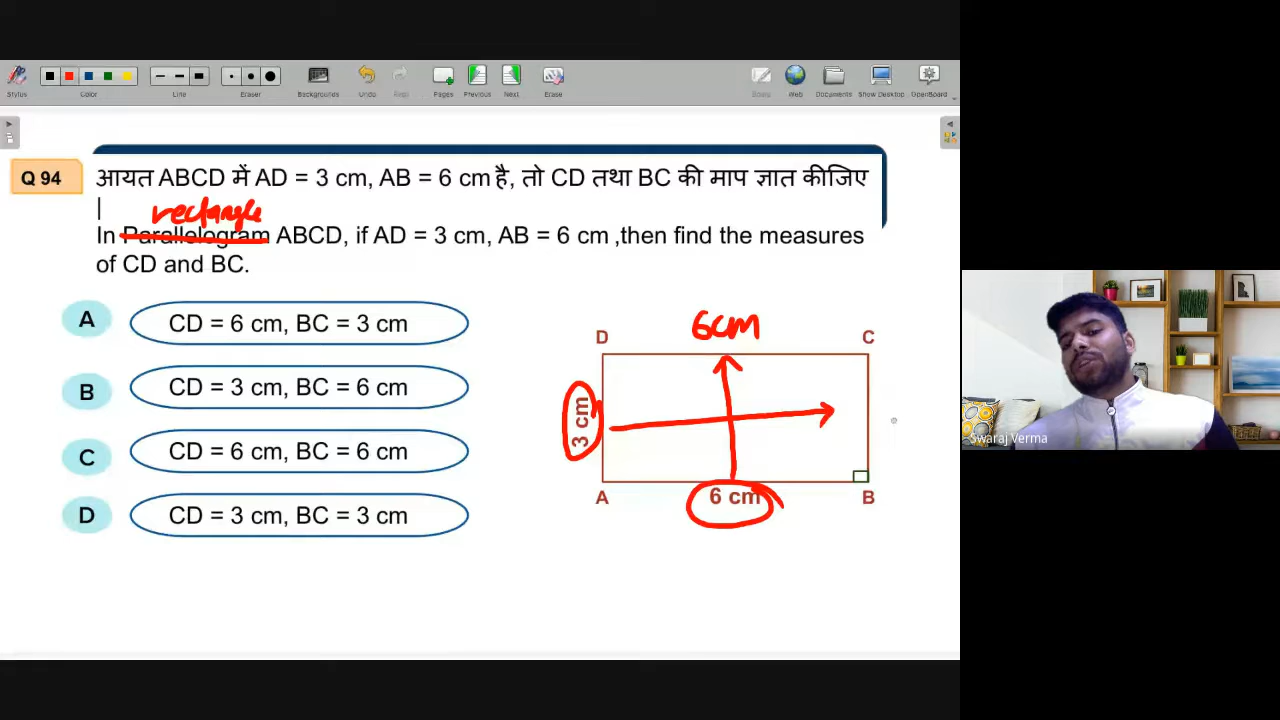 Stylus
Color
Line
Eraser
Backgrounds
Undo
Pages
Previous
Next
Erase
Web
Documents
Show Desktop
OpenBoard
Q 94
आयत ABCD में AD = 3 cm, AB = 6 cm है, तो CD तथा BC की माप ज्ञात कीजिए
|
rectangle
In Parallelogram ABCD, if AD = 3 cm, AB = 6 cm ,then find the measures
of CD and BC.
A
CD = 6 cm, BC = 3 cm
B
CD = 3 cm, BC = 6 cm
C
CD = 6 cm, BC = 6 cm
D
CD = 3 cm, BC = 3 cm
D
6cm
C
3 cm
A
6 cm
B
Swaraj Verma